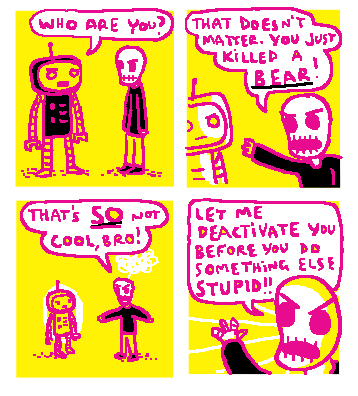 WHO ARE YOU?
THAT DOESN'T
MATTER. YOU JUST
KILLED A
BEAR!
THAT'S SO NOT
COOL, BRO!
LET ME
DEACTIVATE YOU
BEFORE YOU DO
SOMETHING ELSE
STUPID!!